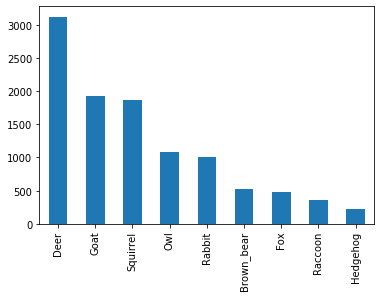 3000
2500
2000
1500
1000
500
0
Deer
Goat
Squirrel
Owl
Rabbit
Brown_bear
Fox
Raccoon
Hedgehog